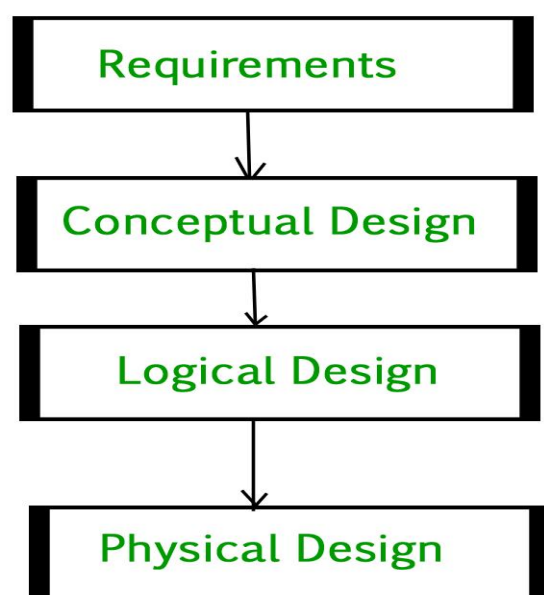 Requirements
Conceptual Design
Logical Design
Physical Design